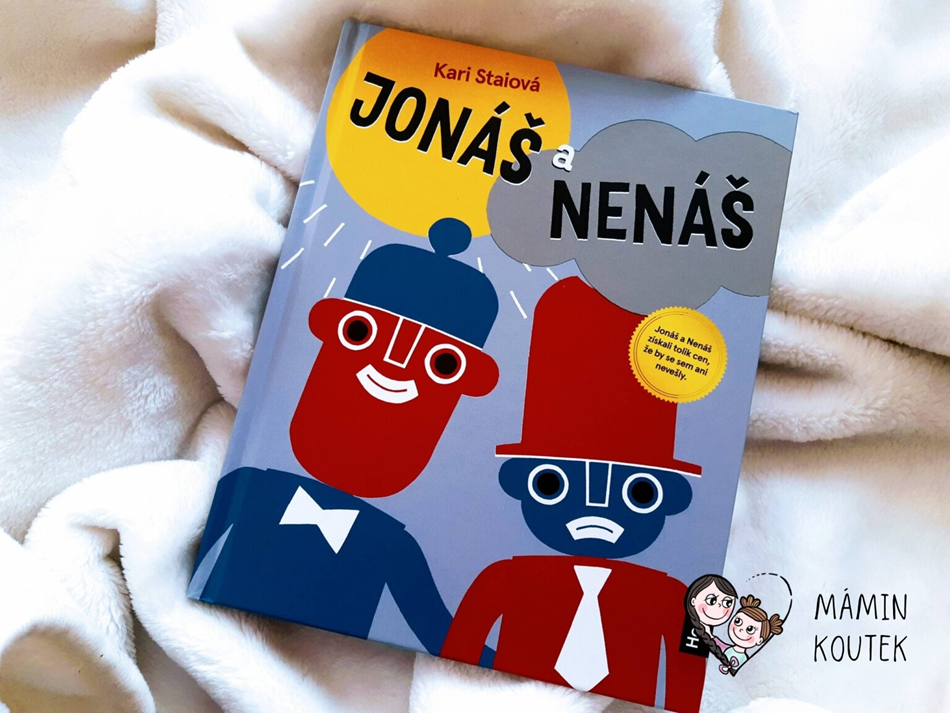 Kari Staiová
JONÁŠ
a
NENÁŠ
Jonáš a Nenáš
získali tolik cen,
že by se sem ani
nevešly.
MÁMIN
KOUTEK